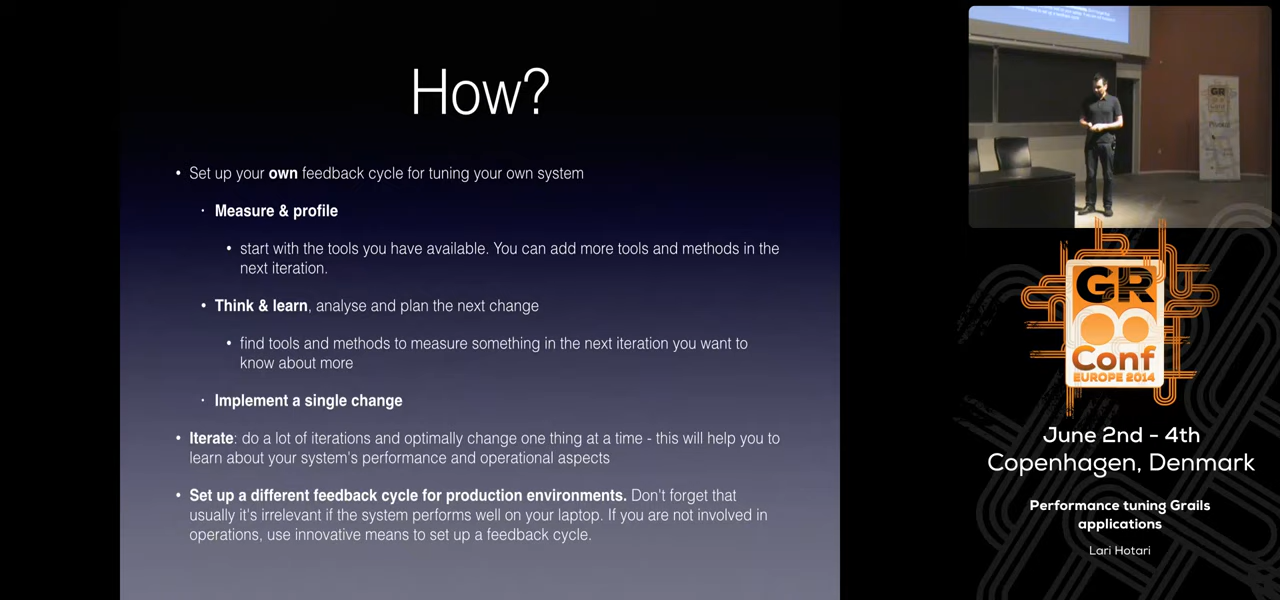 How?
• Set up your own feedback cycle for tuning your own system
• Measure & profile
• start with the tools you have available. You can add more tools and methods in the
next iteration.
• Think & learn, analyse and plan the next change
• find tools and methods to measure something in the next iteration you want to
know about more
• Implement a single change
• Iterate: do a lot of iterations and optimally change one thing at a time - this will help you to
learn about your system's performance and operational aspects
• Set up a different feedback cycle for production environments. Don't forget that
usually it's irrelevant if the system performs well on your laptop. If you are not involved in
operations, use innovative means to set up a feedback cycle.
GR
Conf
EUROPE 2014
June 2nd - 4th
Copenhagen, Denmark
Performance tuning Grails
applications
Lari Hotari